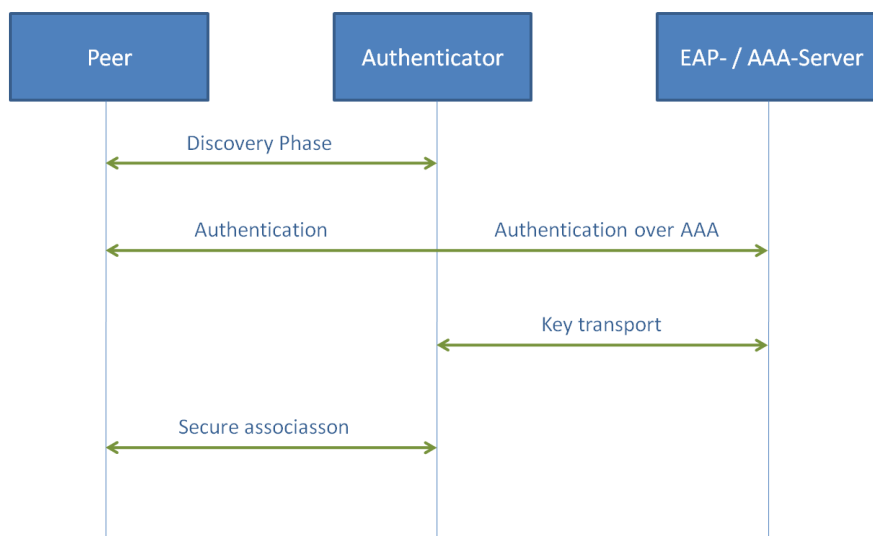 Peer
Authenticator
EAP- / AAA-Server
Discovery Phase
Authentication
Authentication over AAA
Key transport
Secure associasson